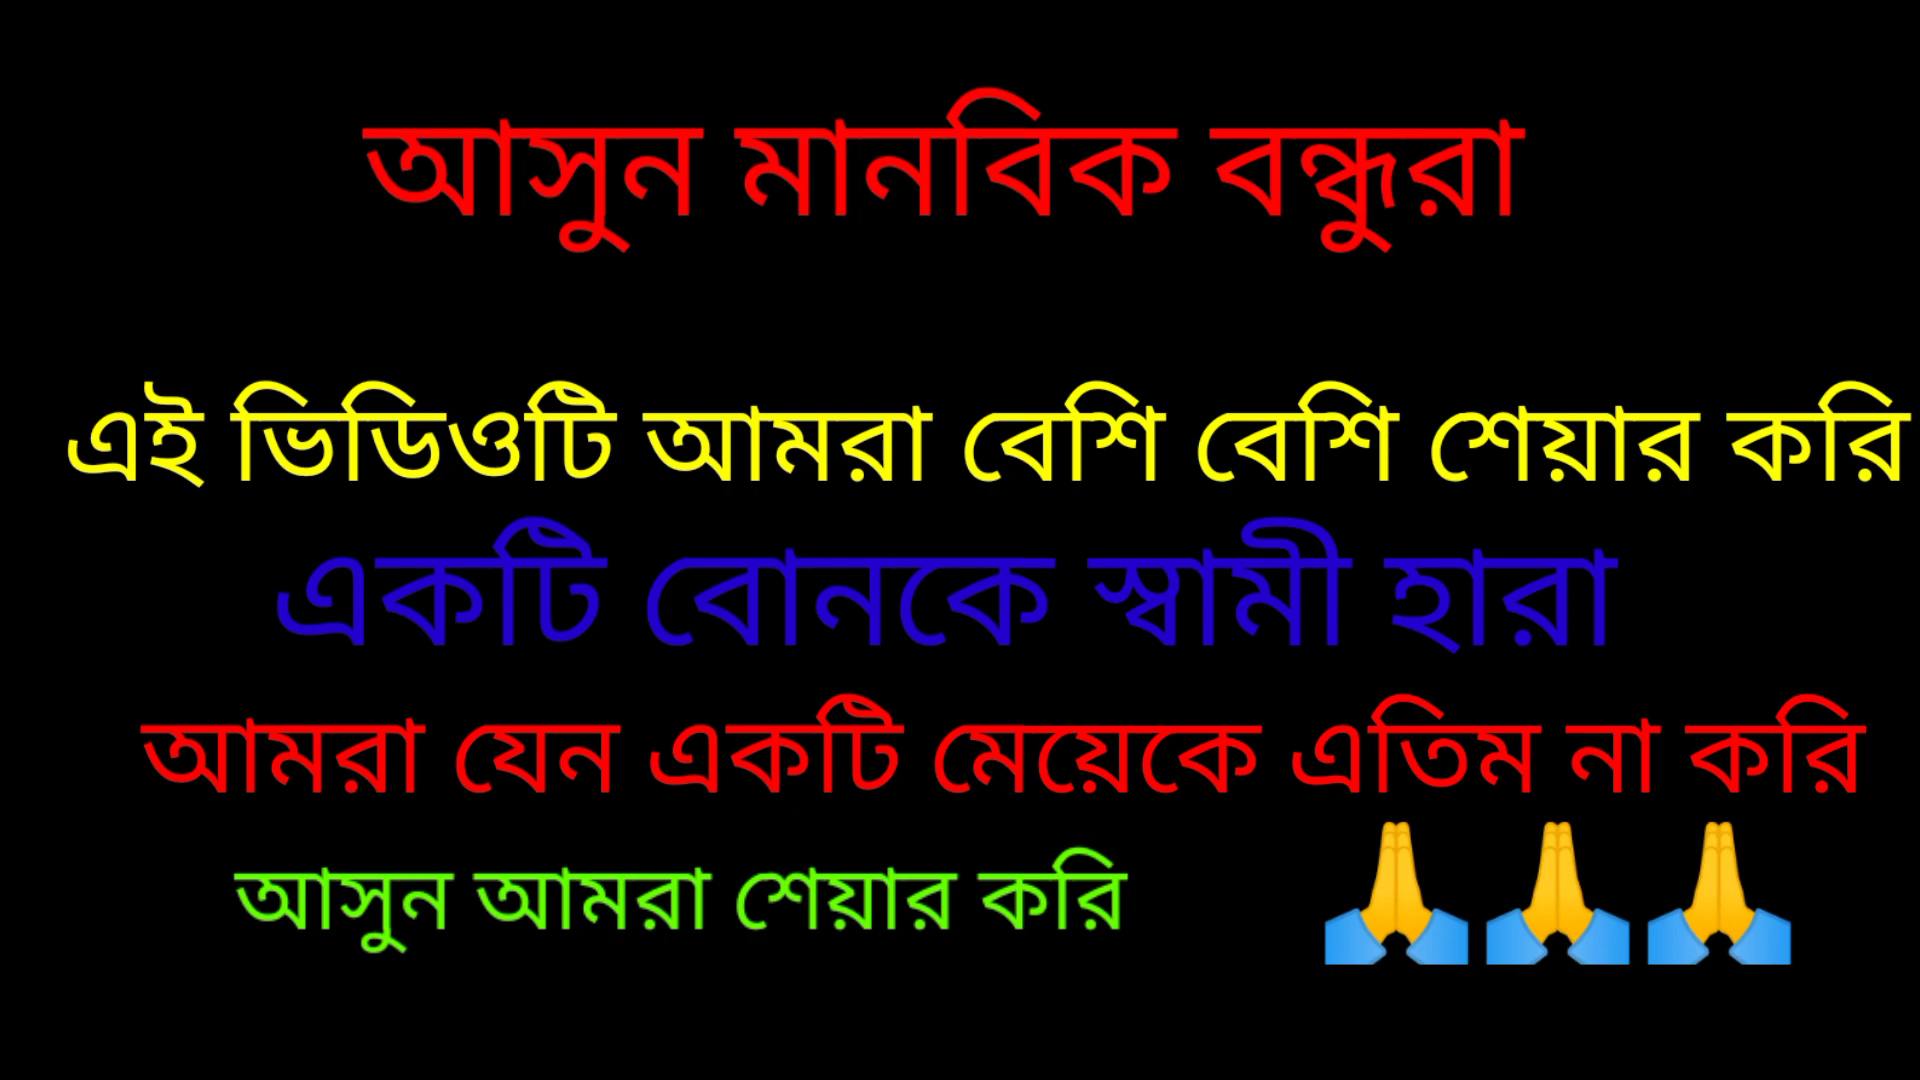 আসুন মানবিক বন্ধুরা
এই ভিডিওটি আমরা বেশি বেশি শেয়ার করি
একটি বোনকে স্বামী হারা
আমরা যেন একটি মেয়েকে এতিম না করি
আসুন আমরা শেয়ার করি 🙏🙏🙏